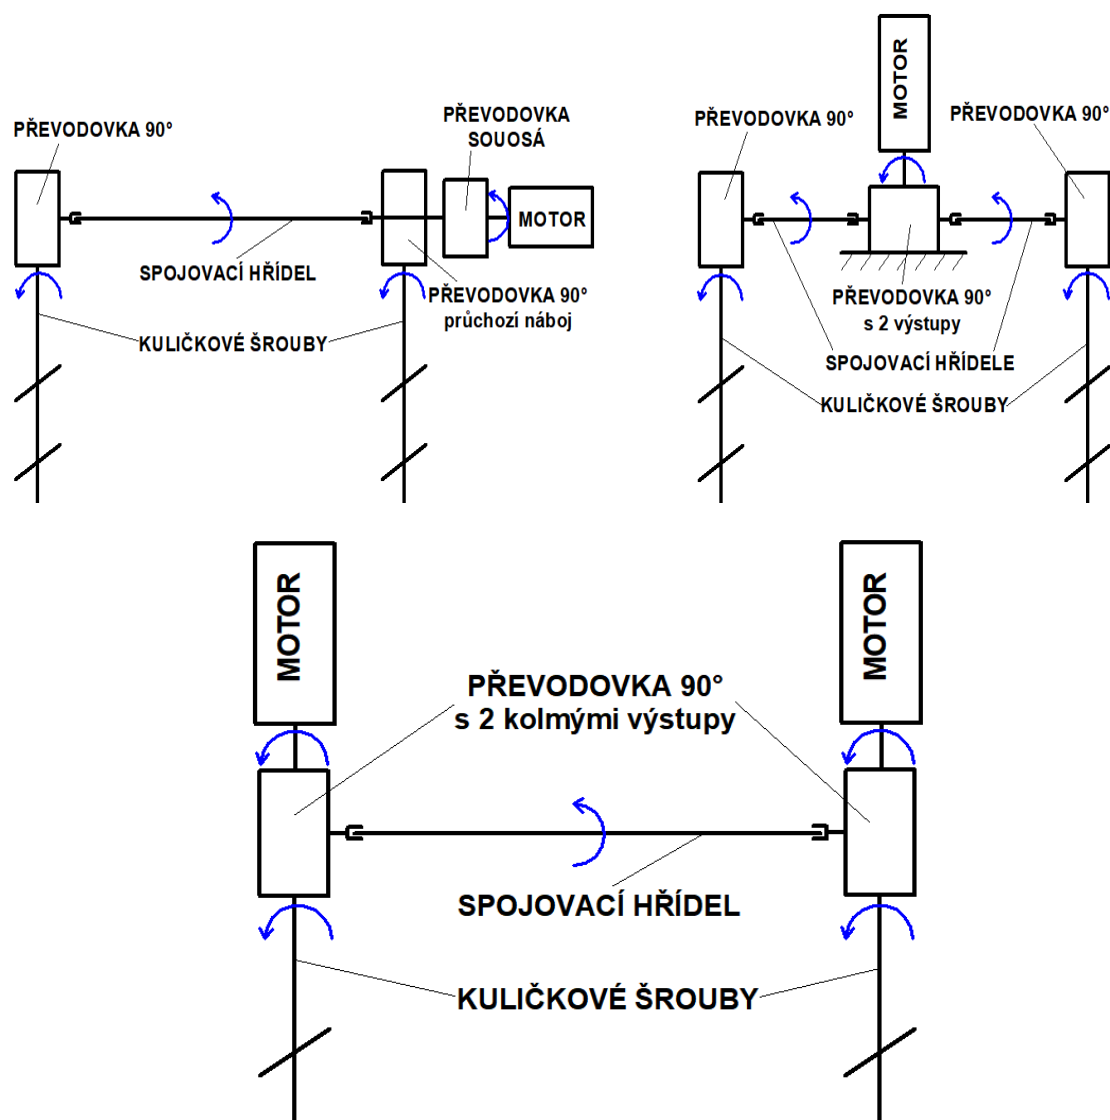 PŘEVODOVKA 90°
PŘEVODOVKA
SOUOSÁ
MOTOR
SPOJOVACÍ HŘÍDEL
PŘEVODOVKA 90°
průchozí náboj
KULIČKOVÉ ŠROUBY
MOTOR
PŘEVODOVKA 90°
PŘEVODOVKA 90°
PŘEVODOVKA 90°
s 2 výstupy
SPOJOVACÍ HŘÍDELE
KULIČKOVÉ ŠROUBY
MOTOR
MOTOR
PŘEVODOVKA 90°
s 2 kolmými výstupy
SPOJOVACÍ HŘÍDEL
KULIČKOVÉ ŠROUBY